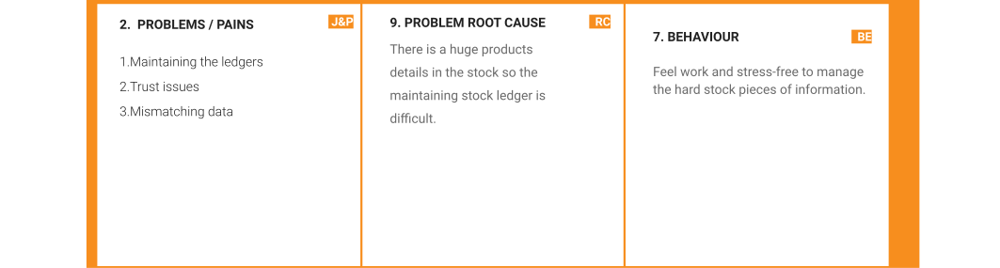 2. PROBLEMS / PAINS
J&P
1.Maintaining the ledgers
2.Trust issues
3.Mismatching data
9. PROBLEM ROOT CAUSE
RC
There is a huge products
details in the stock so the
maintaining stock ledger is
difficult.
7. BEHAVIOUR
BE
Feel work and stress-free to manage
the hard stock pieces of information.